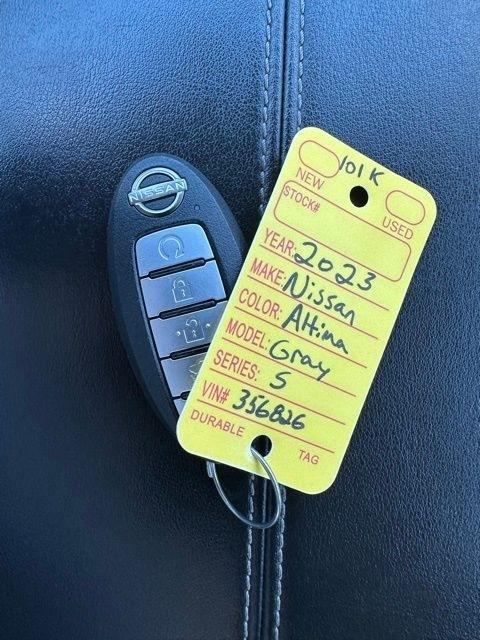 NISSAN
101K
NEW
USED
STOCK#
YEAR: 2023
MAKE: Nissan
COLOR: Altima
MODEL: Gray
SERIES: S
VIN# 356826
DURABLE TAG